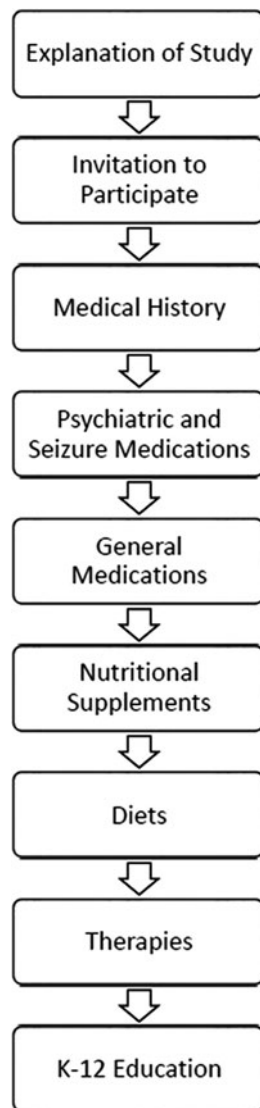 Explanation of Study
Invitation to
Participate
Medical History
Psychiatric and
Seizure Medications
General
Medications
Nutritional
Supplements
Diets
Therapies
K-12 Education